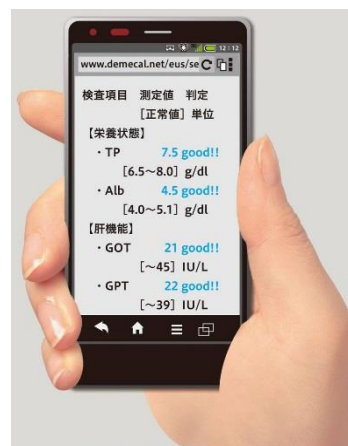 12:12
www.demecal.net/eus/se
検査項目 測定値 判定
［正常値］単位
【栄養状態】
・TP 7.5 good!!
［6.5～8.0］g/dl
・Alb 4.5 good!!
［4.0～5.1］g/dl
【肝機能】
・GOT 21 good!!
［～45］IU/L
・GPT 22 good!!
［～39］IU/L